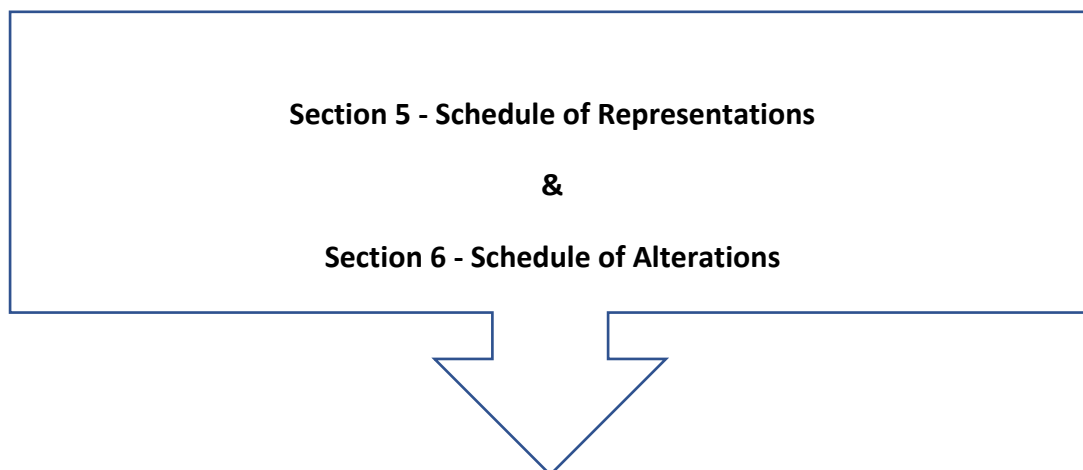 Section 5 - Schedule of Representations
&
Section 6 - Schedule of Alterations